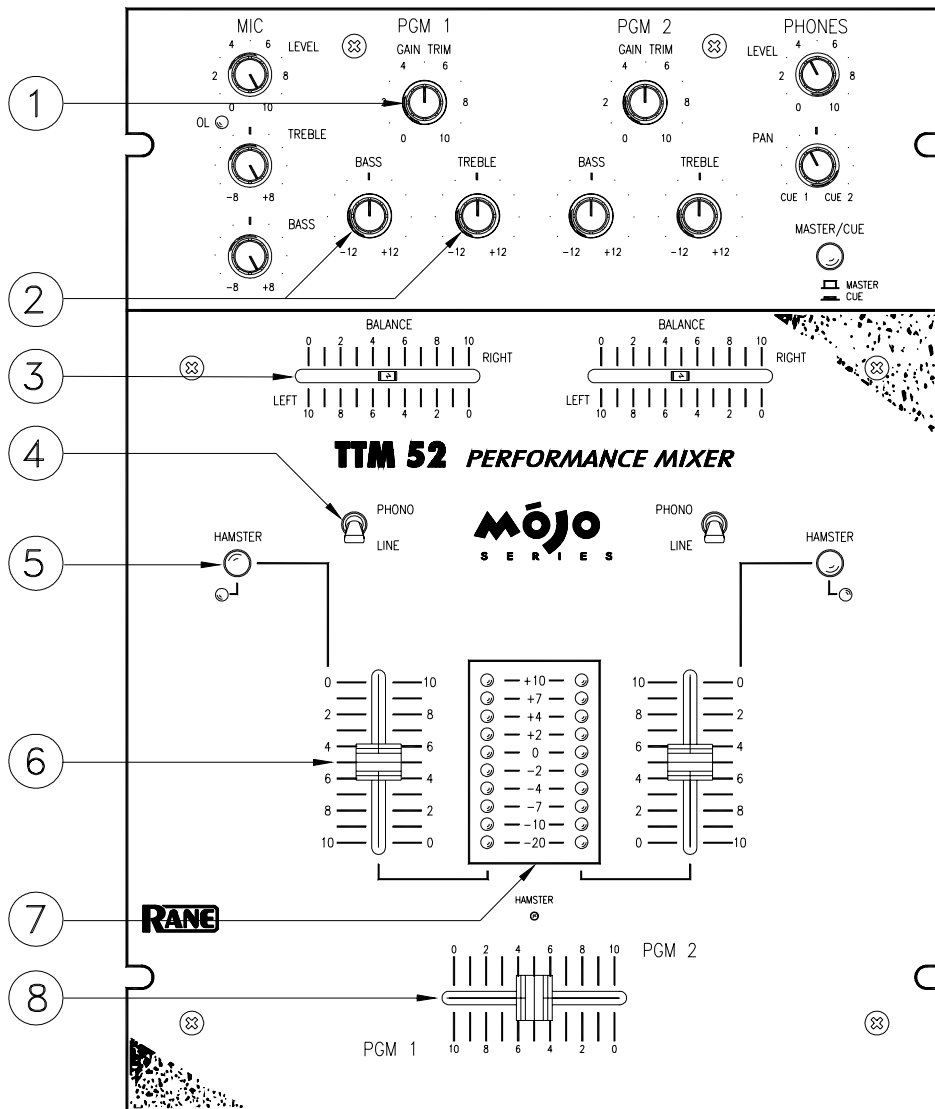 MIC PGM 1 PGM 2 PHONES
4 6 LEVEL GAIN TRIM GAIN TRIM LEVEL 4 6
4 6 4 6
2 8 2 8
1 2 8 2 8
0 10 0 10 0 10 0 10
OL TREBLE PAN
BASS TREBLE BASS TREBLE
-8 +8 CUE 1 CUE 2
BASS MASTER/CUE
-12 +12 -12 +12 -12 +12 -12 +12
-8 +8
2 MASTER
CUE
BALANCE BALANCE
0 2 4 6 8 10 0 2 4 6 8 10
RIGHT RIGHT
3
LEFT LEFT
10 8 6 4 2 0 10 8 6 4 2 0
4 TTM 52 PERFORMANCE MIXER
PHONO MŌJO PHONO
HAMSTER LINE SERIES LINE HAMSTER
5
0 10 +10 10 0
+7
2 8 +4 8 2
+2
4 6 0 6 4
6 -2
6 4 -4 4 6
-7
8 2 -10 2 8
10 0 -20 0 10
7 RANE HAMSTER
0 2 4 6 8 10 PGM 2
8
PGM 1
10 8 6 4 2 0